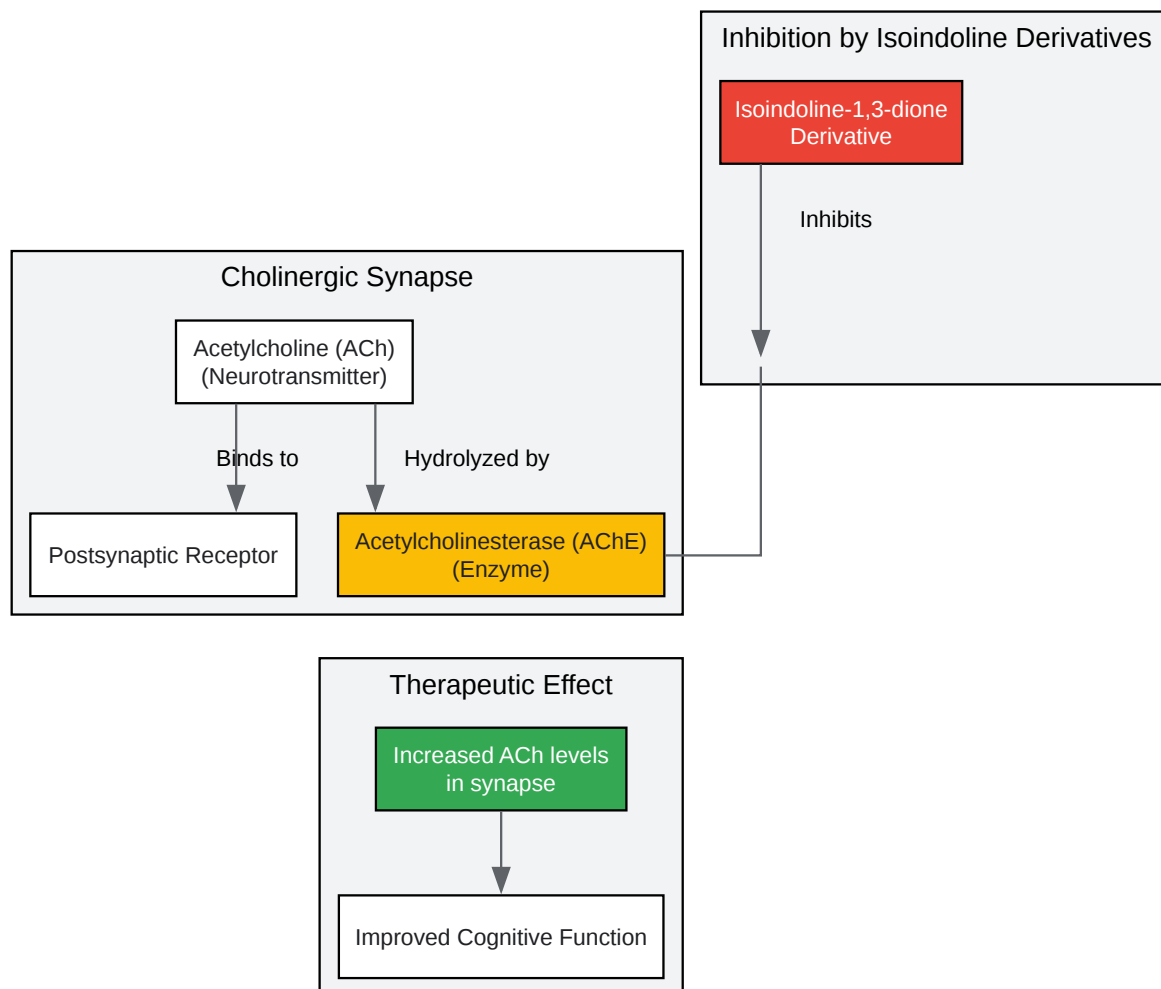 Inhibition by Isoindoline Derivatives
Isoindoline-1,3-dione
Derivative
Inhibits
Cholinergic Synapse
Acetylcholine (ACh)
(Neurotransmitter)
Binds to
Hydrolyzed by
Postsynaptic Receptor
Acetylcholinesterase (AChE)
(Enzyme)
Therapeutic Effect
Increased ACh levels
in synapse
Improved Cognitive Function